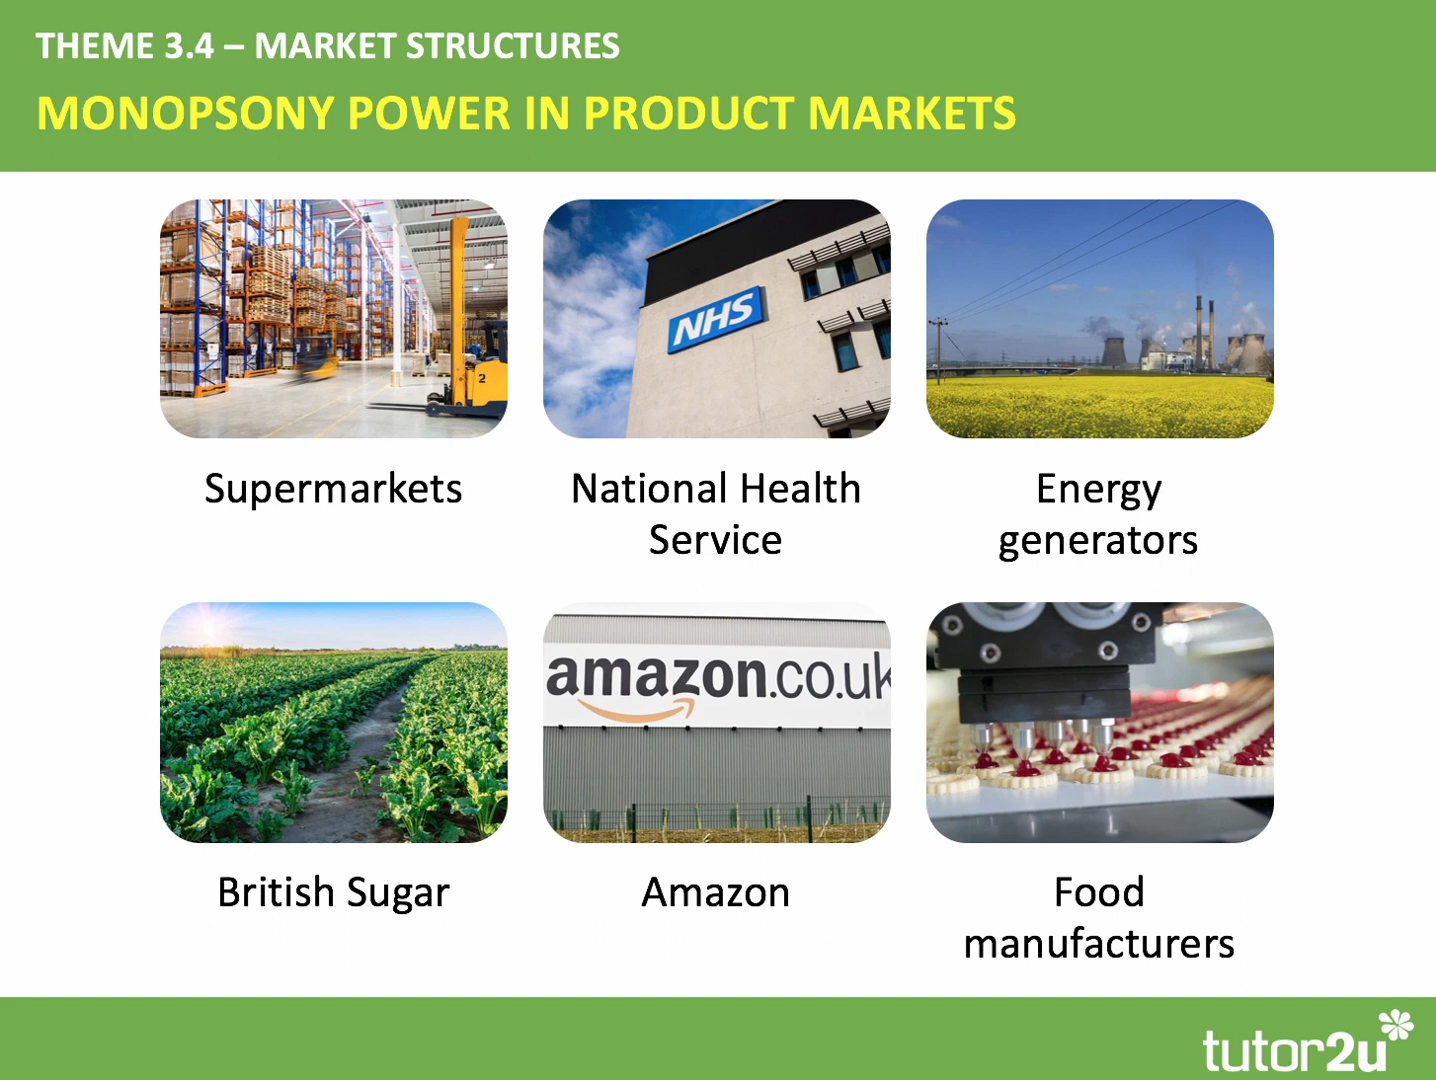 THEME 3.4 – MARKET STRUCTURES
MONOPSONY POWER IN PRODUCT MARKETS
2
NHS
Supermarkets
National Health
Service
Energy
generators
amazon.co.uk
British Sugar
Amazon
Food
manufacturers
tutor2u